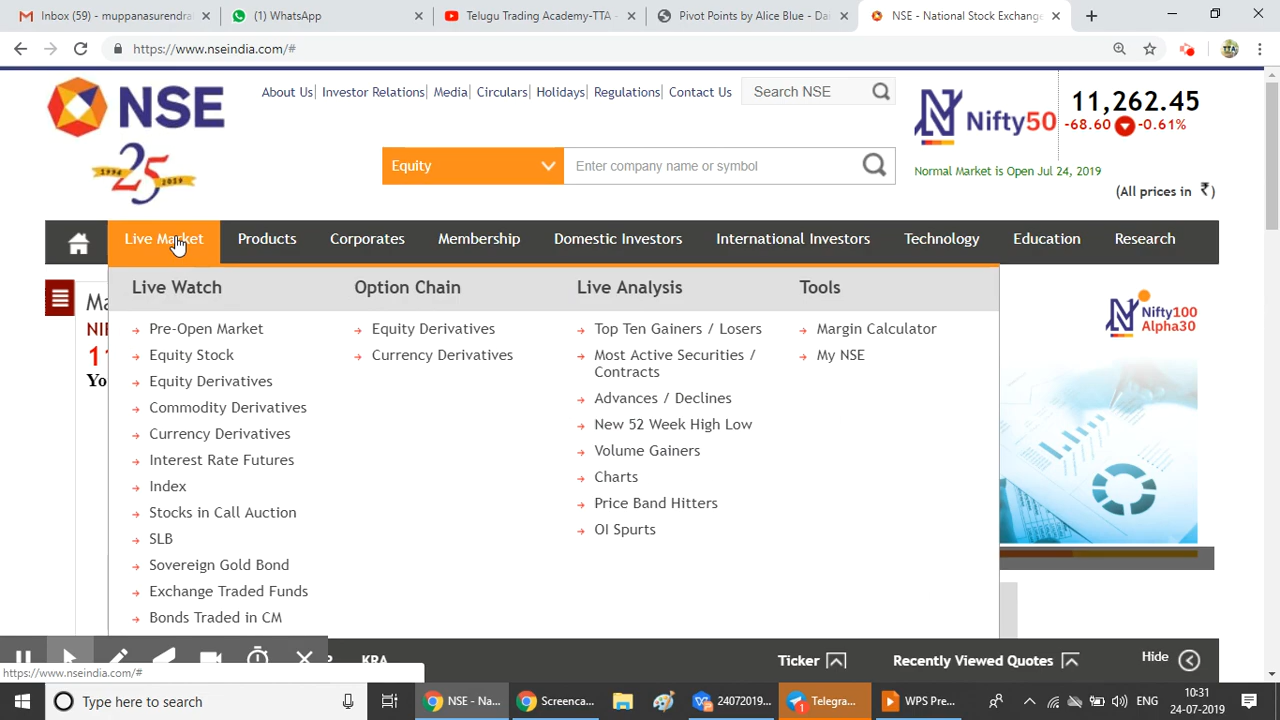 Inbox (59) - muppanasurendra
(1) WhatsApp
Telugu Trading Academy-TTA -
Pivot Points by Alice Blue - Da
NSE - National Stock Exchange
https://www.nseindia.com/#
NSE
1994 25 2019
About Us| Investor Relations| Media| Circulars| Holidays| Regulations| Contact Us
Search NSE
Nifty50
11,262.45
-68.60 -0.61%
Equity
Enter company name or symbol
Normal Market is Open Jul 24, 2019
(All prices in ₹)
Live Market Products Corporates Membership Domestic Investors International Investors Technology Education Research
Live Watch
Pre-Open Market
Equity Stock
Equity Derivatives
Commodity Derivatives
Currency Derivatives
Interest Rate Futures
Index
Stocks in Call Auction
SLB
Sovereign Gold Bond
Exchange Traded Funds
Bonds Traded in CM
Option Chain
Equity Derivatives
Currency Derivatives
Live Analysis
Top Ten Gainers / Losers
Most Active Securities /
Contracts
Advances / Declines
New 52 Week High Low
Volume Gainers
Charts
Price Band Hitters
OI Spurts
Tools
Margin Calculator
My NSE
Ma
NI
1
Yo
Nifty100
Alpha30
KRA
Ticker
Recently Viewed Quotes
Hide
https://www.nseindia.com/#
Type here to search
NSE - Na...
Screenca...
24072019...
Telegra...
WPS Pre...
ENG
10:31
24-07-2019